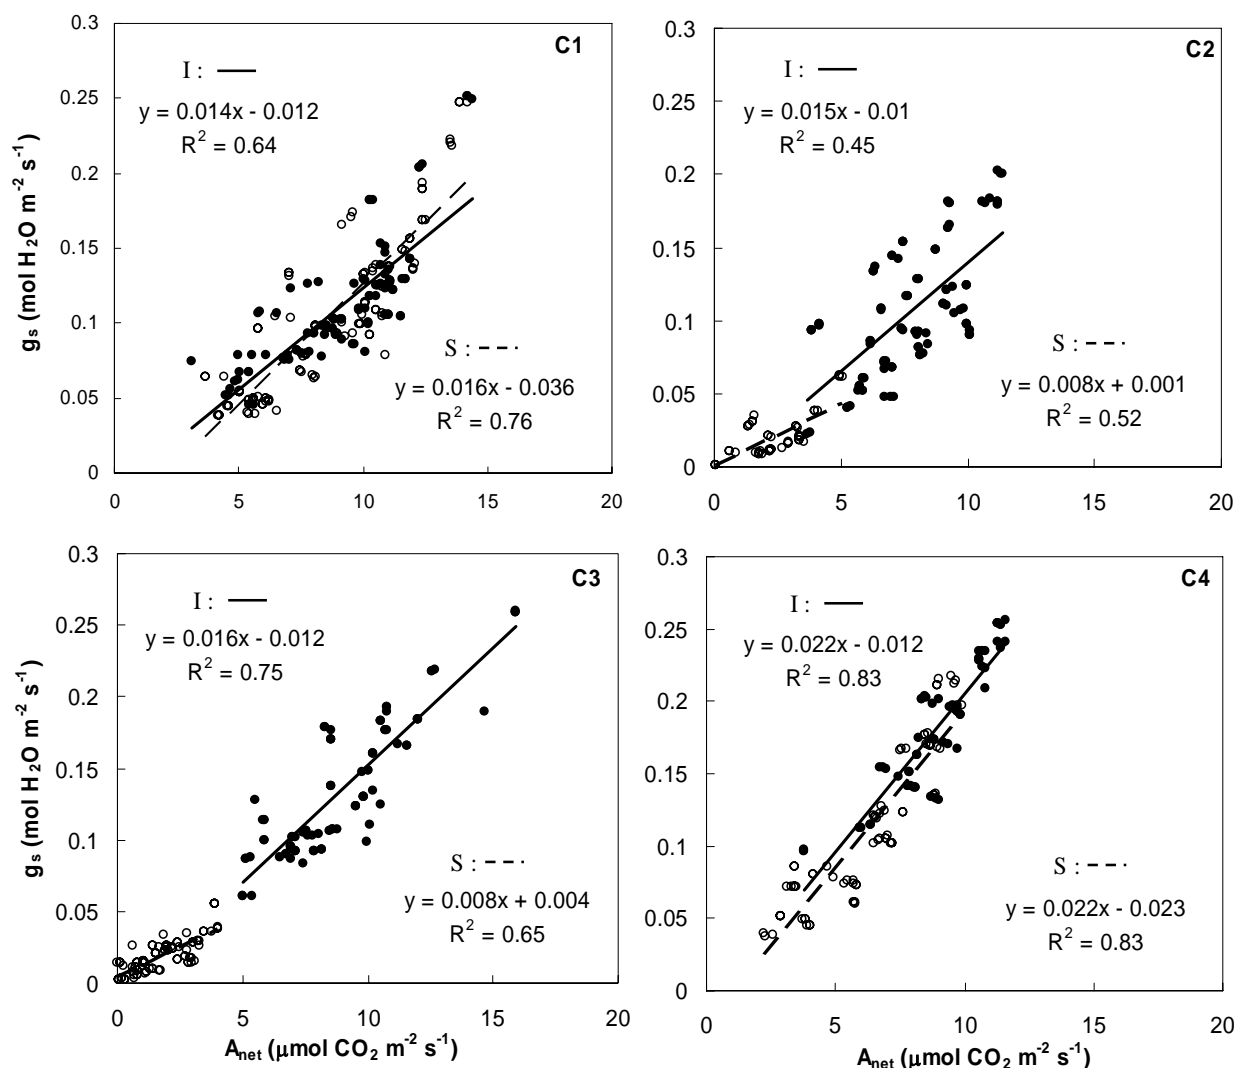 C1
I :
y = 0.014x - 0.012
R² = 0.64
S :
y = 0.016x - 0.036
R² = 0.76
gs (mol H₂O m⁻² s⁻¹)
0.3
0.25
0.2
0.15
0.1
0.05
0
0 5 10 15 20
C2
I :
y = 0.015x - 0.01
R² = 0.45
S :
y = 0.008x + 0.001
R² = 0.52
0.3
0.25
0.2
0.15
0.1
0.05
0
0 5 10 15 20
C3
I :
y = 0.016x - 0.012
R² = 0.75
S :
y = 0.008x + 0.004
R² = 0.65
gs (mol H₂O m⁻² s⁻¹)
0.3
0.25
0.2
0.15
0.1
0.05
0
0 5 10 15 20
Anet (μmol CO₂ m⁻² s⁻¹)
C4
I :
y = 0.022x - 0.012
R² = 0.83
S :
y = 0.022x - 0.023
R² = 0.83
0.3
0.25
0.2
0.15
0.1
0.05
0
0 5 10 15 20
Anet (μmol CO₂ m⁻² s⁻¹)